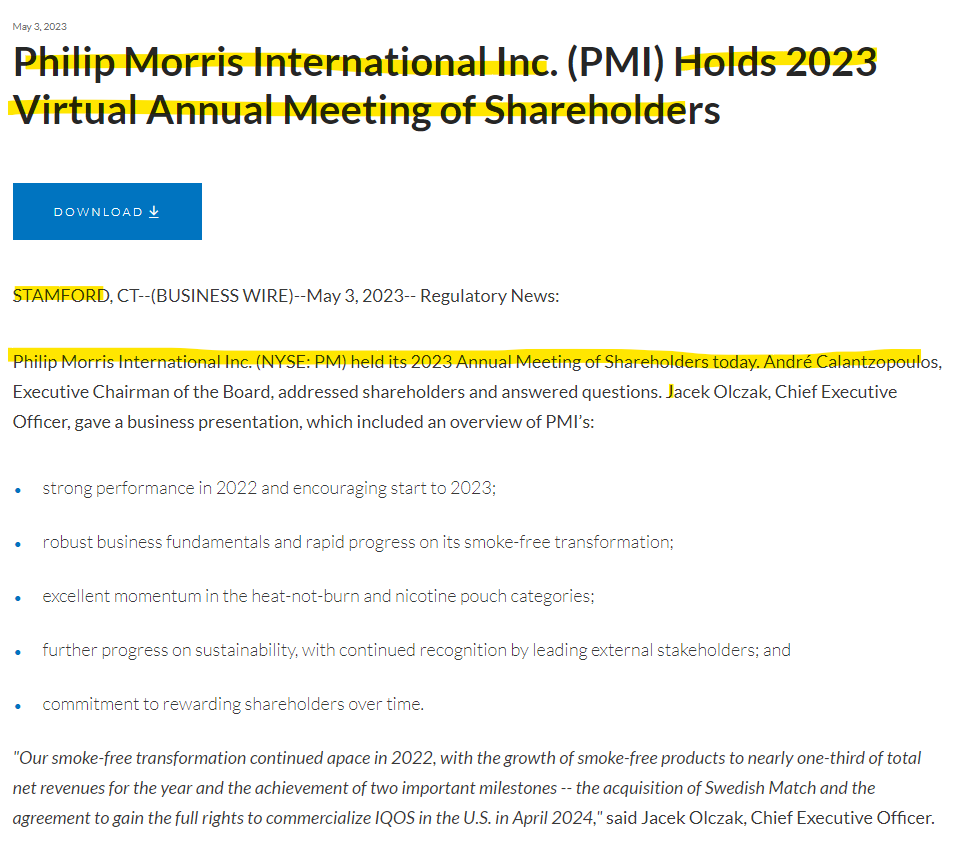 May 3, 2023
Philip Morris International Inc. (PMI) Holds 2023
Virtual Annual Meeting of Shareholders
DOWNLOAD
STAMFORD, CT--(BUSINESS WIRE)--May 3, 2023-- Regulatory News:
Philip Morris International Inc. (NYSE: PM) held its 2023 Annual Meeting of Shareholders today. André Calantzopoulos,
Executive Chairman of the Board, addressed shareholders and answered questions. Jacek Olczak, Chief Executive
Officer, gave a business presentation, which included an overview of PMI’s:
• strong performance in 2022 and encouraging start to 2023;
• robust business fundamentals and rapid progress on its smoke-free transformation;
• excellent momentum in the heat-not-burn and nicotine pouch categories;
• further progress on sustainability, with continued recognition by leading external stakeholders; and
• commitment to rewarding shareholders over time.
"Our smoke-free transformation continued apace in 2022, with the growth of smoke-free products to nearly one-third of total
net revenues for the year and the achievement of two important milestones -- the acquisition of Swedish Match and the
agreement to gain the full rights to commercialize IQOS in the U.S. in April 2024," said Jacek Olczak, Chief Executive Officer.